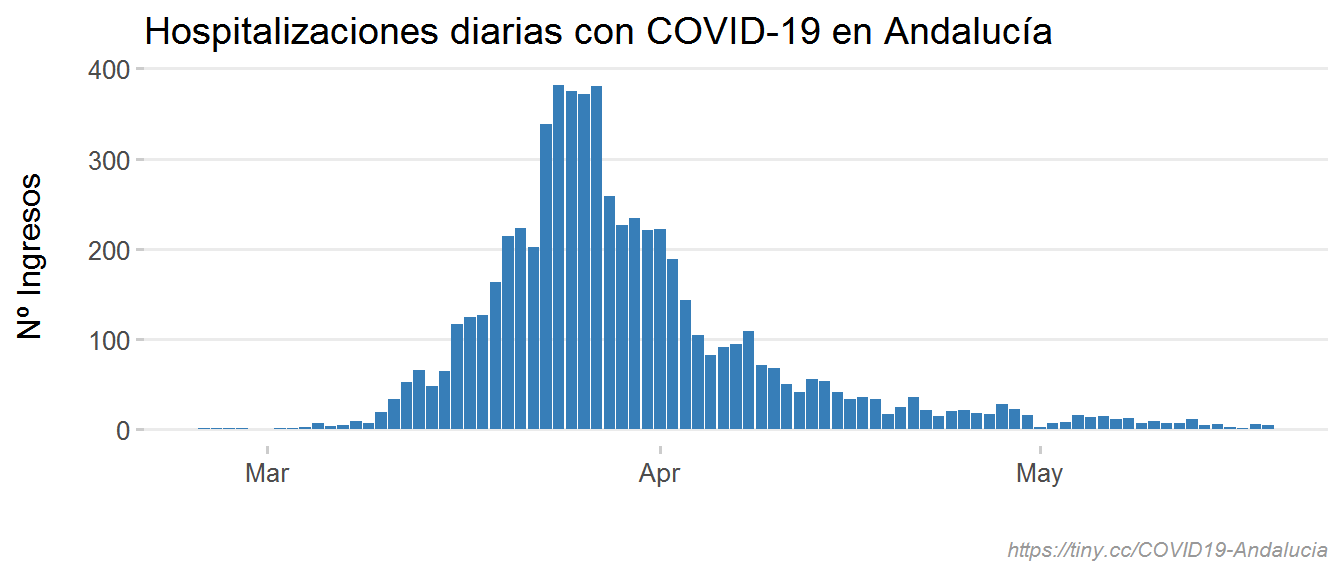 Hospitalizaciones diarias con COVID-19 en Andalucía
Nº Ingresos
400
300
200
100
0
Mar Apr May
https://tiny.cc/COVID19-Andalucia